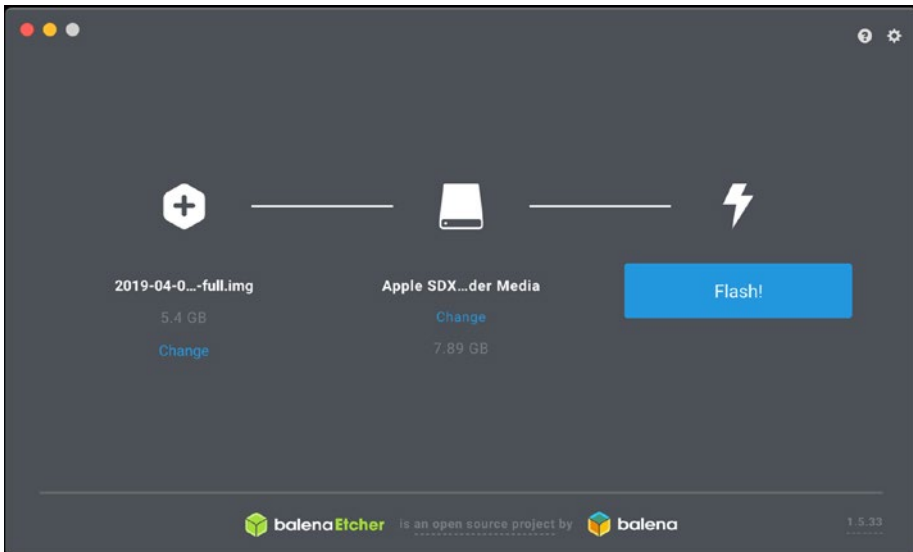 2019-04-0...-full.img
5.4 GB
Change
Apple SDX...der Media
Change
7.89 GB
Flash!
balenaEtcher is an open source project by balena
1.5.33